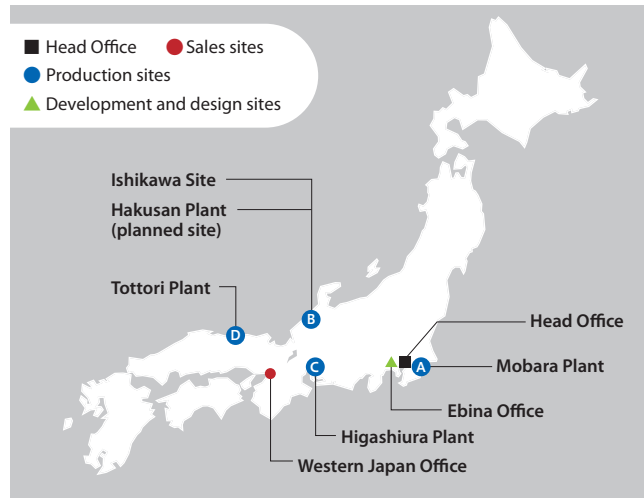 Head Office
Sales sites
Production sites
Development and design sites
Ishikawa Site
Hakusan Plant
(planned site)
Tottori Plant
D
B
Head Office
C
A
Mobara Plant
Ebina Office
Higashiura Plant
Western Japan Office